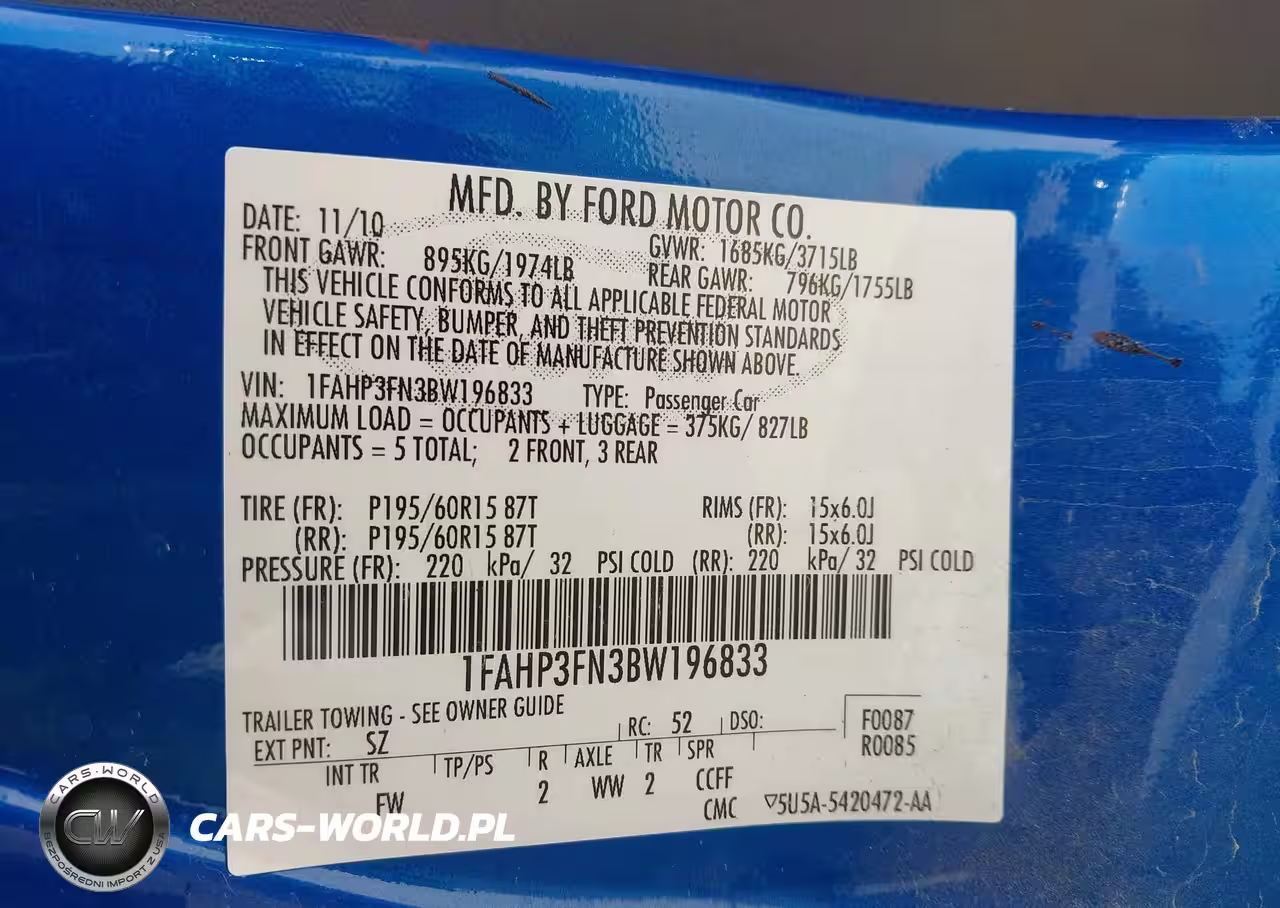 MFD. BY FORD MOTOR CO.
DATE: 11/10
GVWR: 1685KG/3715LB
FRONT GAWR: 895KG/1974LB
REAR GAWR: 796KG/1755LB
THIS VEHICLE CONFORMS TO ALL APPLICABLE FEDERAL MOTOR
VEHICLE SAFETY, BUMPER, AND THEFT PREVENTION STANDARDS
IN EFFECT ON THE DATE OF MANUFACTURE SHOWN ABOVE.
VIN: 1FAHP3FN3BW196833 TYPE: Passenger Car
MAXIMUM LOAD = OCCUPANTS + LUGGAGE = 375KG/ 827LB
OCCUPANTS = 5 TOTAL; 2 FRONT, 3 REAR
TIRE (FR): P195/60R15 87T RIMS (FR): 15x6.0J
(RR): P195/60R15 87T (RR): 15x6.0J
PRESSURE (FR): 220 kPa/ 32 PSI COLD (RR): 220 kPa/ 32 PSI COLD
1FAHP3FN3BW196833
TRAILER TOWING - SEE OWNER GUIDE
EXT PNT: SZ RC: 52 DSO:
F0087
R0085
INT TR TP/PS R AXLE TR SPR
FW 2 WW 2 CCFF
CMC ▽5U5A-5420472-AA
CARS-WORLD
CW
BEZPOŚREDNI IMPORT Z USA
CARS-WORLD.PL